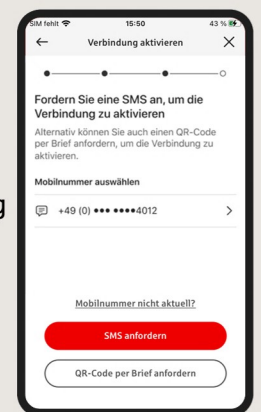 SIM fehlt 15:50 43 %
Verbindung aktivieren
Fordern Sie eine SMS an, um die
Verbindung zu aktivieren
Alternativ können Sie auch einen QR-Code
per Brief anfordern, um die Verbindung zu
aktivieren.
Mobilnummer auswählen
g
+49 (0) ••• ••••4012
Mobilnummer nicht aktuell?
SMS anfordern
QR-Code per Brief anfordern